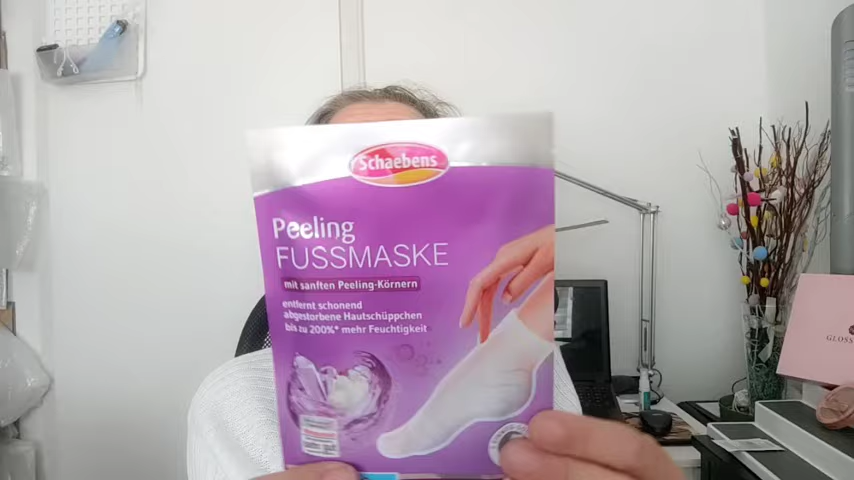 Schaebens
Peeling
FUSSMASKE
mit sanften Peeling-Körnern
entfernt schonend
abgestorbene Hautschüppchen
bis zu 200%* mehr Feuchtigkeit